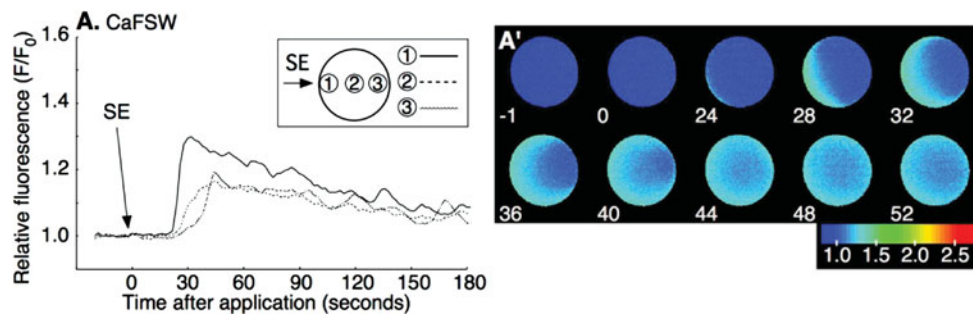 A. CaFSW
Relative fluorescence (F/F0)
1.6
1.4
1.2
1.0
SE
SE
① ② ③
①
②
③
0 30 60 90 120 150 180
Time after application (seconds)
A'
-1 0 24 28 32
36 40 44 48 52
1.0 1.5 2.0 2.5